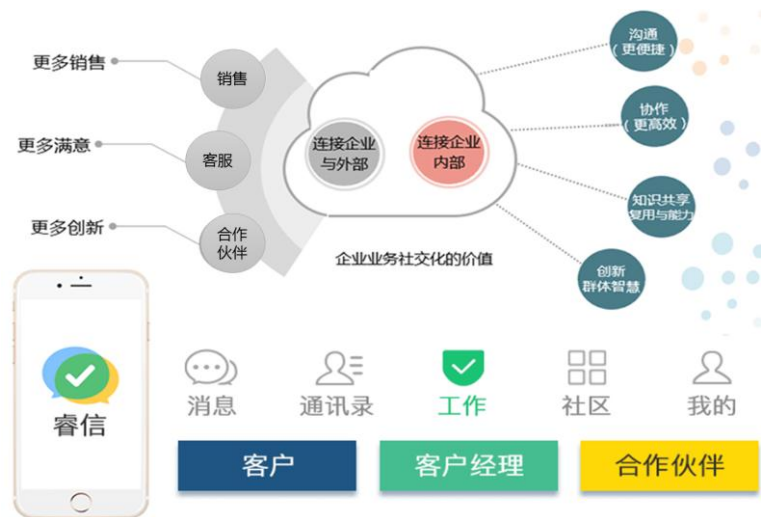 更多销售
更多满意
更多创新
销售
客服
合作
伙伴
连接企业
与外部
连接企业
内部
企业业务社交化的价值
沟通
（更便捷）
协作
（更高效）
知识共享
复用与能力
创新
群体智慧
睿信
消息
通讯录
工作
社区
我的
客户
客户经理
合作伙伴